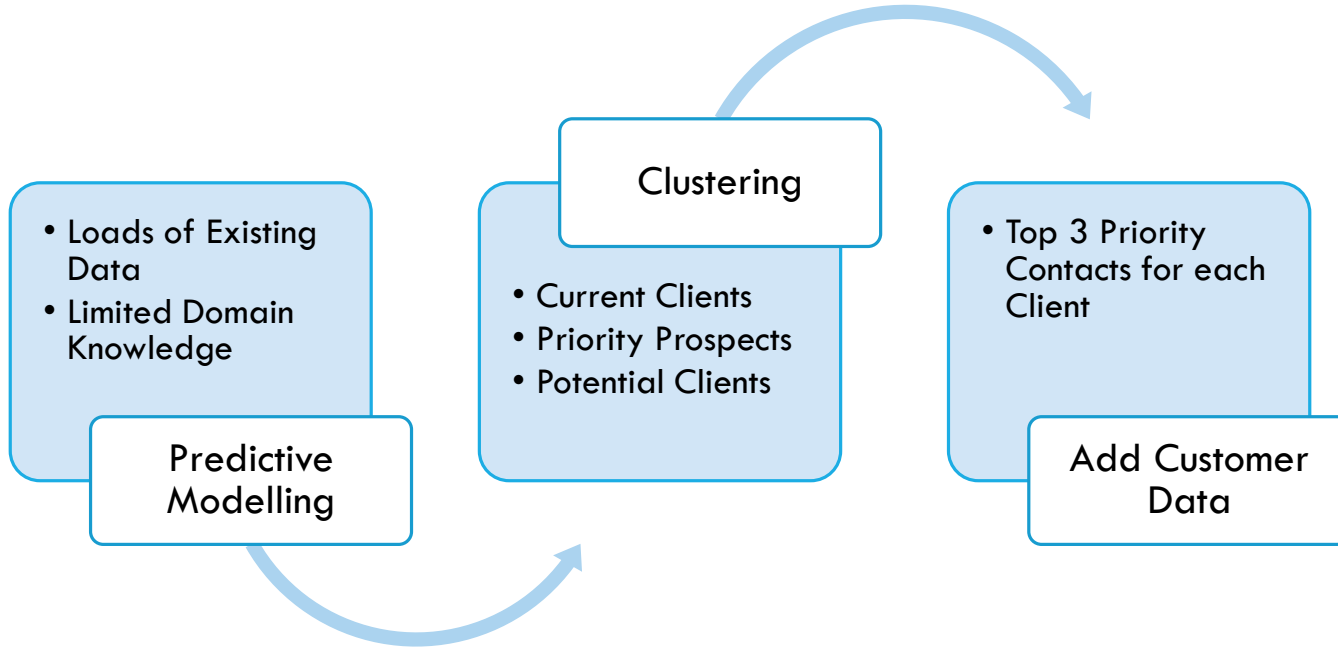 • Loads of Existing
Data
• Limited Domain
Knowledge
Predictive
Modelling
Clustering
• Current Clients
• Priority Prospects
• Potential Clients
• Top 3 Priority
Contacts for each
Client
Add Customer
Data